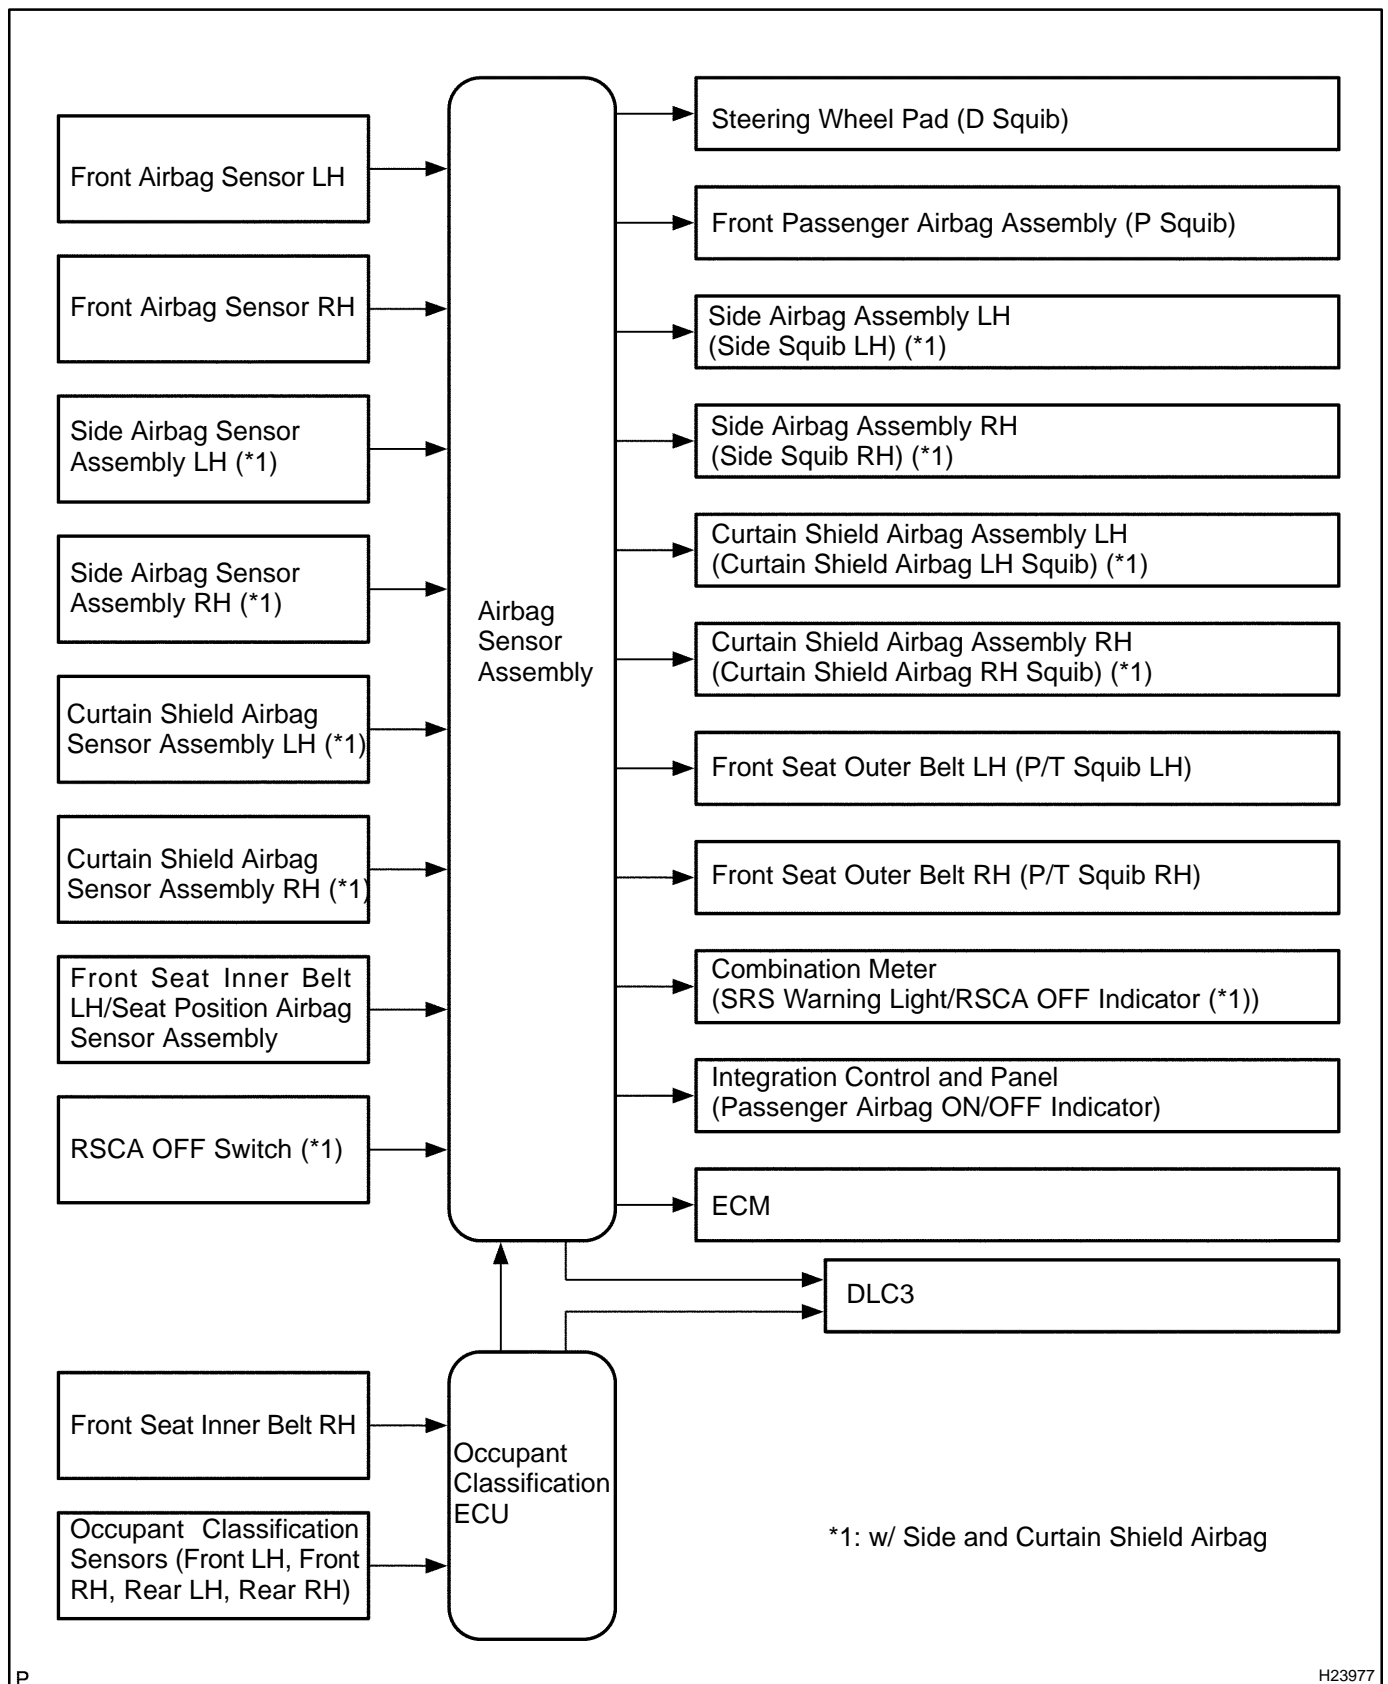 Front Airbag Sensor LH
Front Airbag Sensor RH
Side Airbag Sensor
Assembly LH (*1)
Side Airbag Sensor
Assembly RH (*1)
Curtain Shield Airbag
Sensor Assembly LH (*1)
Curtain Shield Airbag
Sensor Assembly RH (*1)
Front Seat Inner Belt
LH/Seat Position Airbag
Sensor Assembly
RSCA OFF Switch (*1)
Airbag
Sensor
Assembly
Steering Wheel Pad (D Squib)
Front Passenger Airbag Assembly (P Squib)
Side Airbag Assembly LH
(Side Squib LH) (*1)
Side Airbag Assembly RH
(Side Squib RH) (*1)
Curtain Shield Airbag Assembly LH
(Curtain Shield Airbag LH Squib) (*1)
Curtain Shield Airbag Assembly RH
(Curtain Shield Airbag RH Squib) (*1)
Front Seat Outer Belt LH (P/T Squib LH)
Front Seat Outer Belt RH (P/T Squib RH)
Combination Meter
(SRS Warning Light/RSCA OFF Indicator (*1))
Integration Control and Panel
(Passenger Airbag ON/OFF Indicator)
ECM
DLC3
Front Seat Inner Belt RH
Occupant Classification
Sensors (Front LH, Front
RH, Rear LH, Rear RH)
Occupant
Classification
ECU
*1: w/ Side and Curtain Shield Airbag
P
H23977